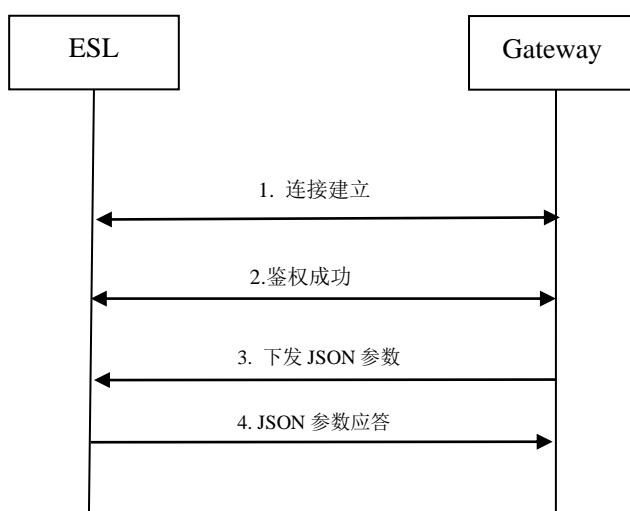 ESL
Gateway
1. 连接建立
2.鉴权成功
3. 下发 JSON 参数
4. JSON 参数应答